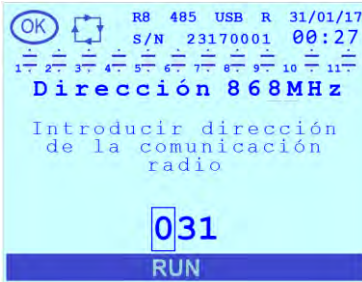 OK R8 485 USB R 31/01/17
S/N 23170001 00:27
1 2 3 4 5 6 7 8 9 10 11
Dirección 868MHz
Introducir dirección
de la comunicación
radio
031
RUN